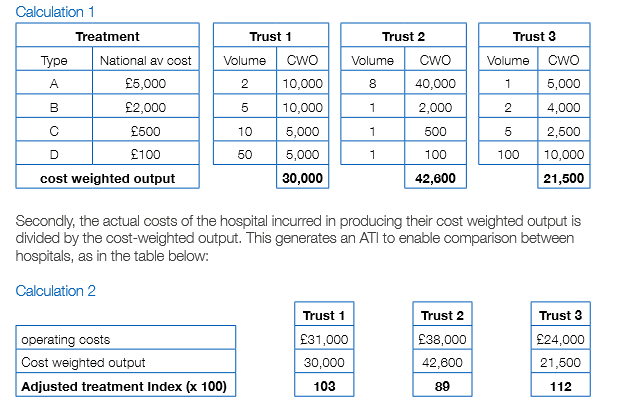 Calculation 1
Treatment Trust 1 Trust 2 Trust 3
Type National av cost Volume CWO Volume CWO Volume CWO
A £5,000 2 10,000 8 40,000 1 5,000
B £2,000 5 10,000 1 2,000 2 4,000
C £500 10 5,000 1 500 5 2,500
D £100 50 5,000 1 100 100 10,000
cost weighted output 30,000 42,600 21,500
Secondly, the actual costs of the hospital incurred in producing their cost weighted output is
divided by the cost-weighted output. This generates an ATI to enable comparison between
hospitals, as in the table below:
Calculation 2
Trust 1 Trust 2 Trust 3
operating costs £31,000 £38,000 £24,000
Cost weighted output 30,000 42,600 21,500
Adjusted treatment Index (x 100) 103 89 112